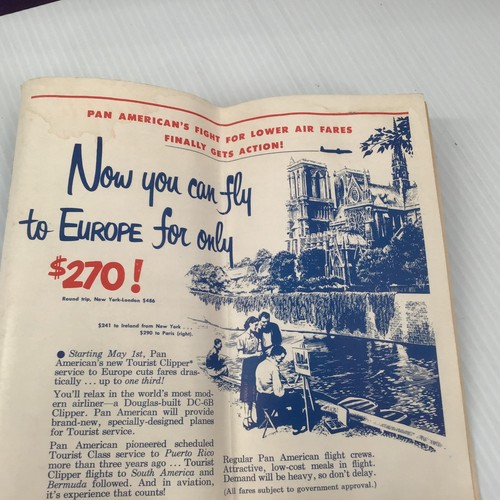 PAN AMERICAN'S FIGHT FOR LOWER AIR FARES
FINALLY GETS ACTION!
Now you can fly
to EUROPE for only
$270!
Round trip, New York-London $486
$241 to Ireland from New York . . .
$290 to Paris (right).
● Starting May 1st, Pan
American's new Tourist Clipper*
service to Europe cuts fares dras-
tically . . . up to one third!
You'll relax in the world's most mod-
ern airliner—a Douglas-built DC-6B
Clipper. Pan American will provide
brand-new, specially-designed planes
for Tourist service.
Pan American pioneered scheduled
Tourist Class service to Puerto Rico
more than three years ago . . . Tourist
Clipper flights to South America and
Bermuda followed. And in aviation,
it's experience that counts!
Regular Pan American flight crews.
Attractive, low-cost meals in flight.
Demand will be heavy, so don't delay.
(All fares subject to government approval.)